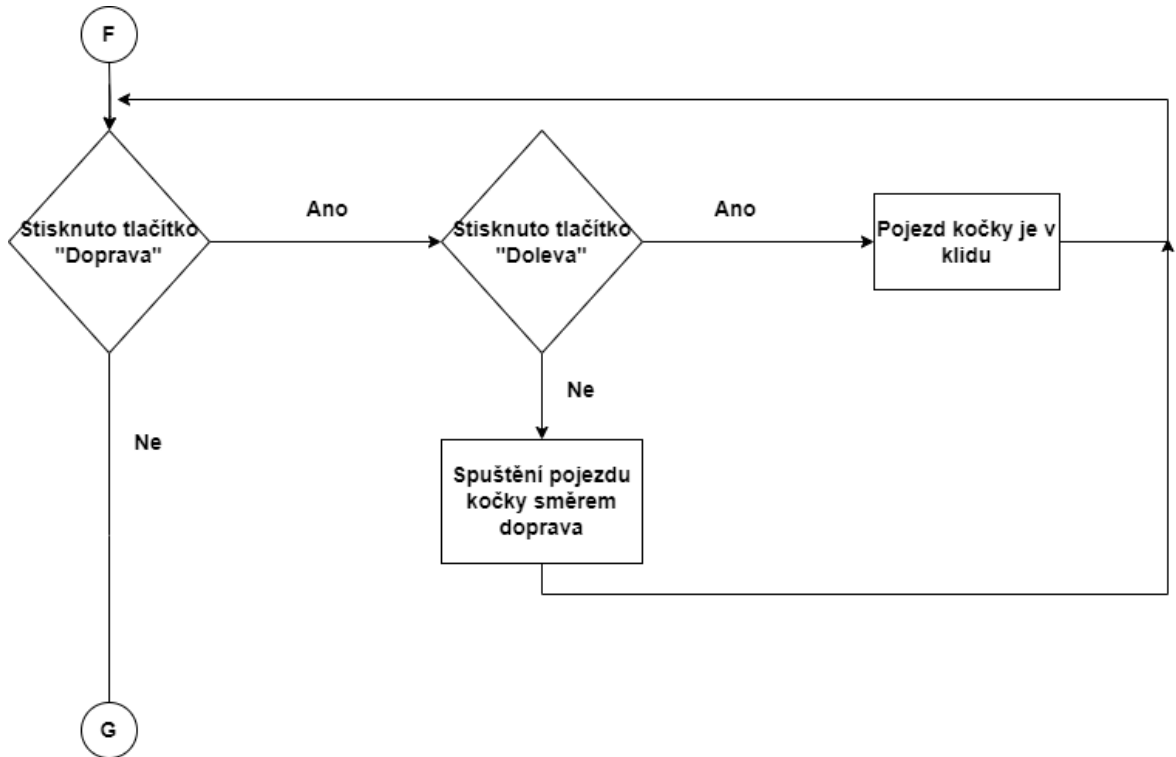 F
Ano
Ano
Stisknuto tlačítko
"Doprava"
Stisknuto tlačítko
"Doleva"
Pojezd kočky je v
klidu
Ne
Ne
Spuštění pojezdu
kočky směrem
doprava
G